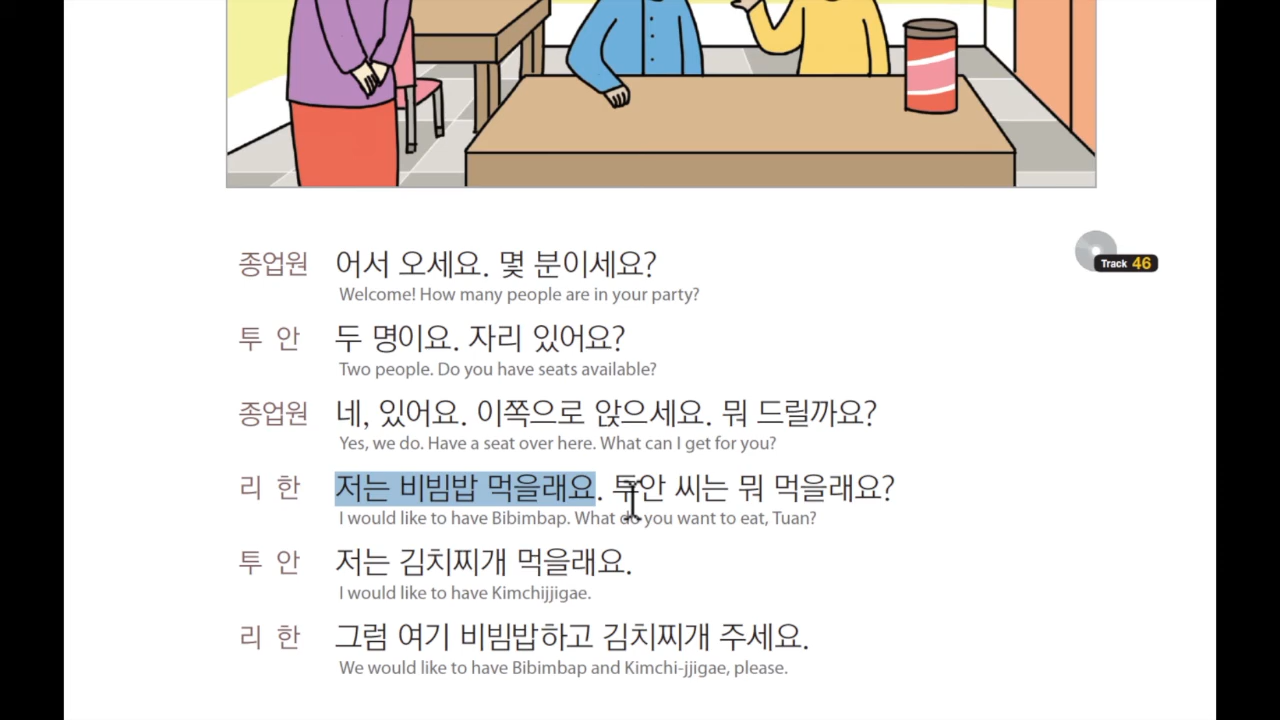 종업원 어서 오세요. 몇 분이세요?
Welcome! How many people are in your party?
Track 46
투 안 두 명이요. 자리 있어요?
Two people. Do you have seats available?
종업원 네, 있어요. 이쪽으로 앉으세요. 뭐 드릴까요?
Yes, we do. Have a seat over here. What can I get for you?
리 한 저는 비빔밥 먹을래요. 투안 씨는 뭐 먹을래요?
I would like to have Bibimbap. What do you want to eat, Tuan?
투 안 저는 김치찌개 먹을래요.
I would like to have Kimchijjigae.
리 한 그럼 여기 비빔밥하고 김치찌개 주세요.
We would like to have Bibimbap and Kimchi-jjigae, please.